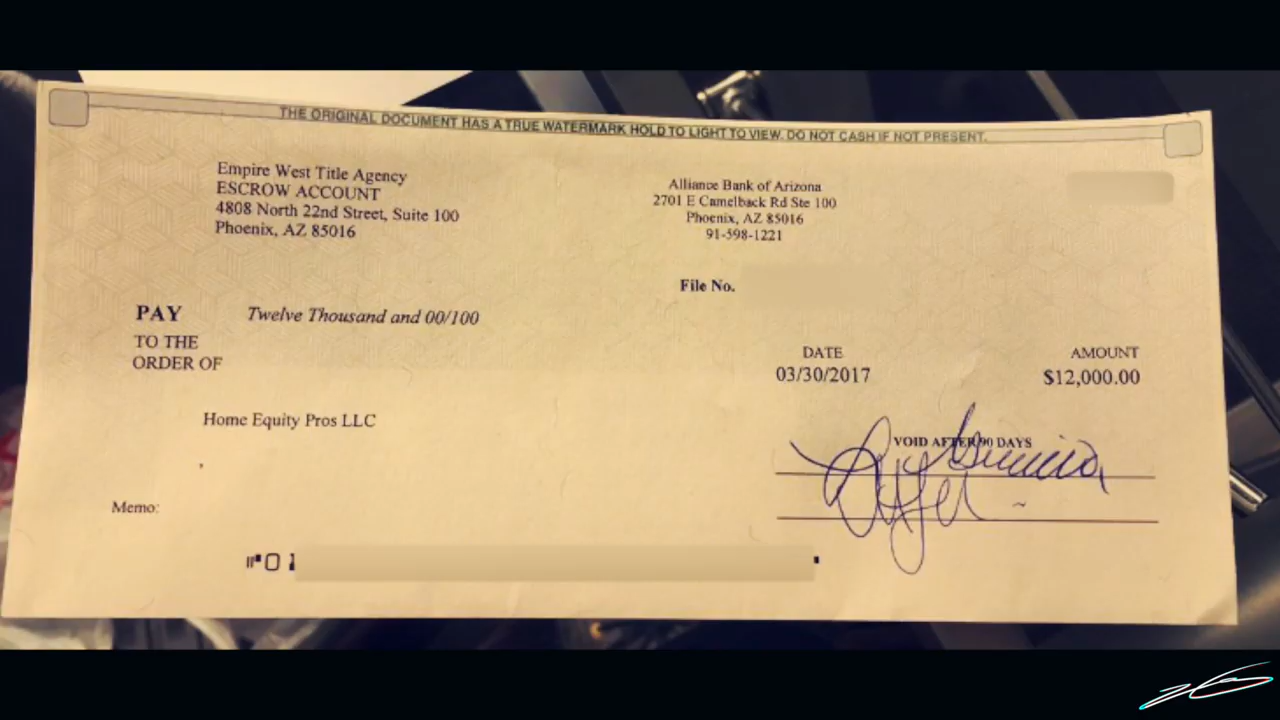 THE ORIGINAL DOCUMENT HAS A TRUE WATERMARK HOLD TO LIGHT TO VIEW. DO NOT CASH IF NOT PRESENT.
Empire West Title Agency
ESCROW ACCOUNT
4808 North 22nd Street, Suite 100
Phoenix, AZ 85016
Alliance Bank of Arizona
2701 E Camelback Rd Ste 100
Phoenix, AZ 85016
91-598-1221
File No.
PAY Twelve Thousand and 00/100
TO THE
ORDER OF
DATE AMOUNT
03/30/2017 $12,000.00
Home Equity Pros LLC
VOID AFTER 90 DAYS
Memo: